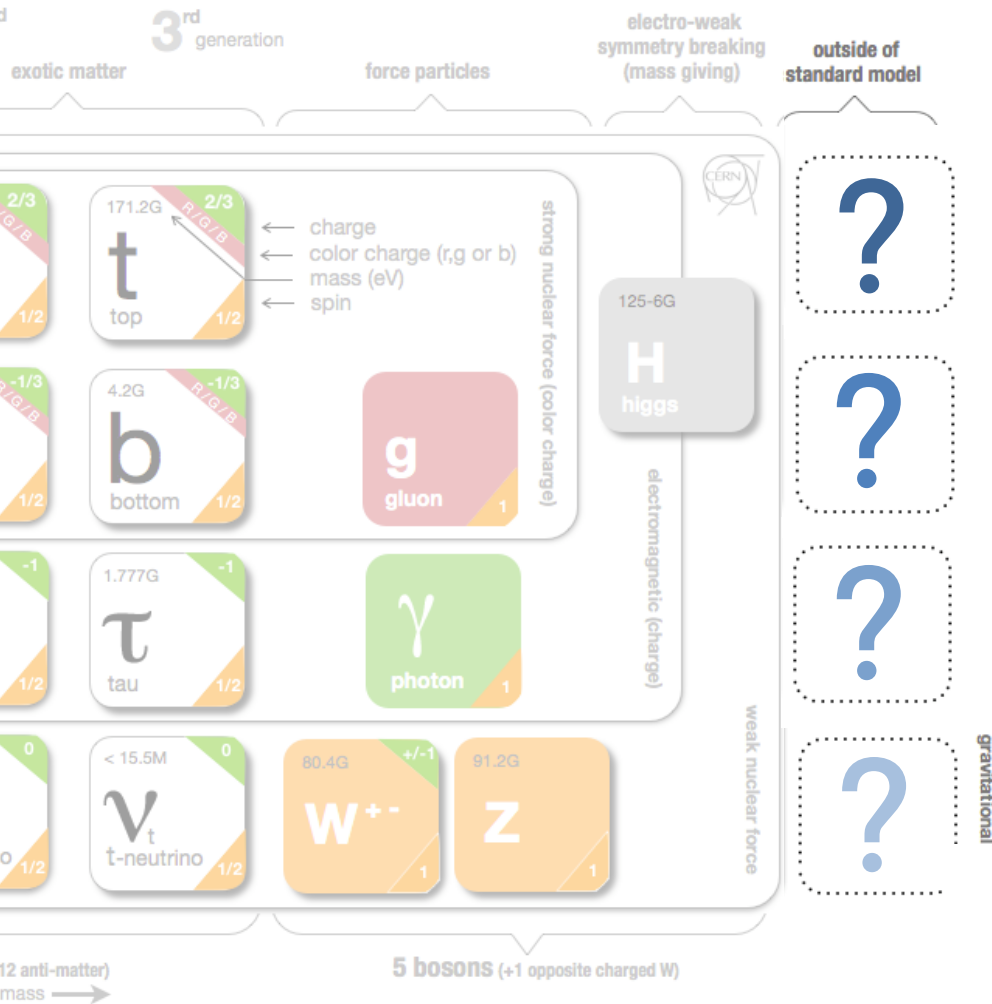 d
3rd generation
exotic matter
force particles
electro-weak
symmetry breaking
(mass giving)
outside of
standard model
CERN
2/3
R/G/B
1/2
171.2G
2/3
R/G/B
t
top
1/2
charge
color charge (r,g or b)
mass (eV)
spin
strong nuclear force (color charge)
125-6G
H
higgs
?
-1/3
R/G/B
1/2
4.2G
-1/3
R/G/B
b
bottom
1/2
g
gluon
1
electromagnetic (charge)
?
-1
1/2
1.777G
-1
τ
tau
1/2
γ
photon
1
?
0
o
1/2
< 15.5M
0
νt
t-neutrino
1/2
80.4G
+/-1
W+-
1
91.2G
Z
1
weak nuclear force
?
gravitational
12 anti-matter)
mass
5 bosons (+1 opposite charged W)